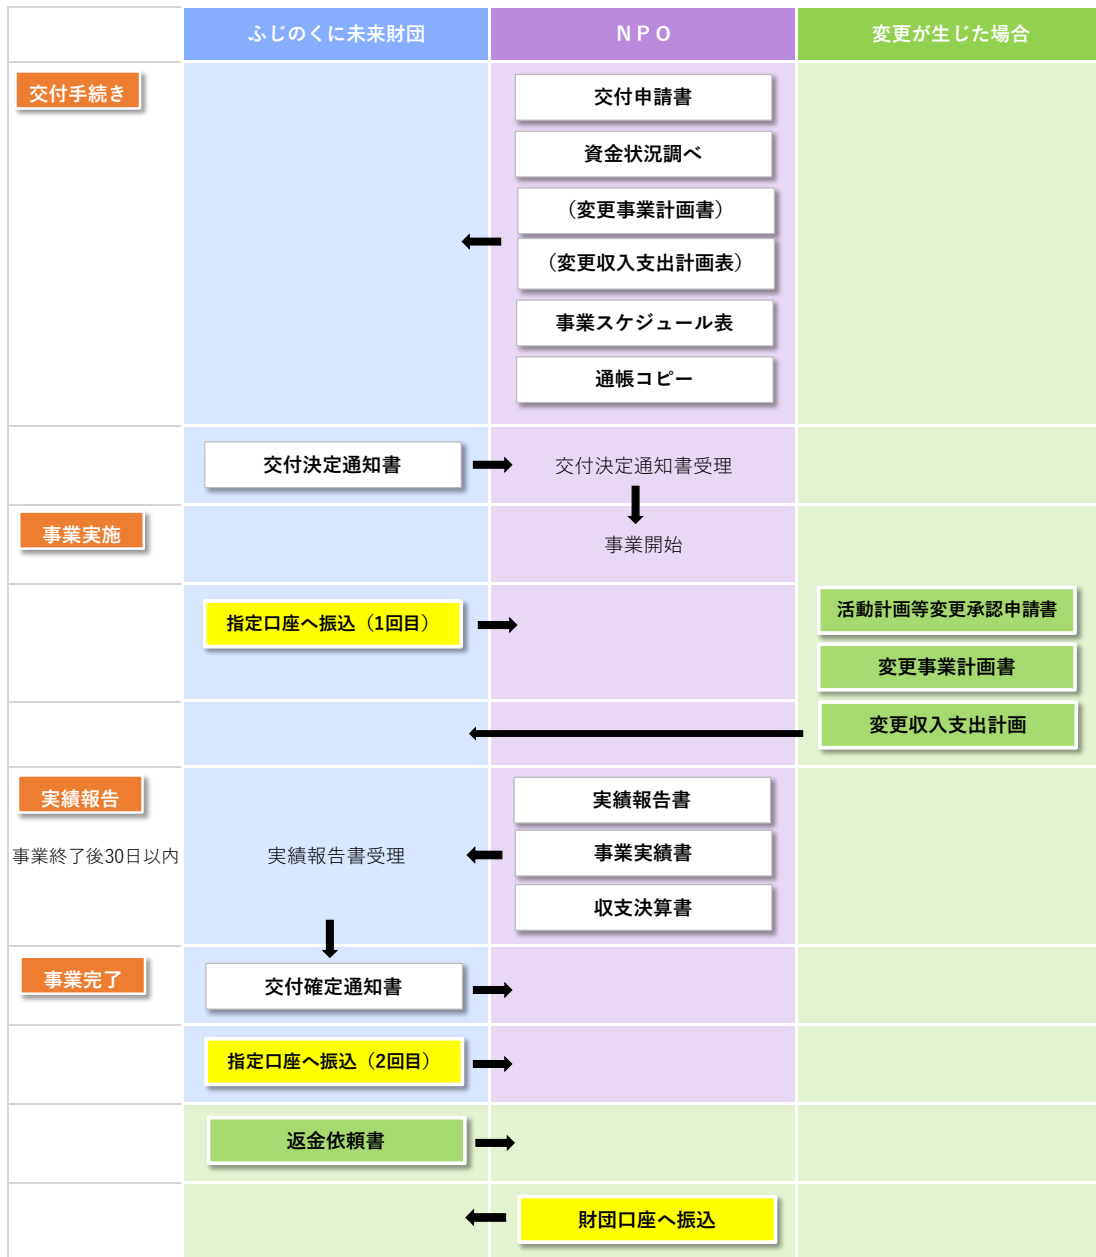 ふじのくに未来財団
ＮＰＯ
変更が生じた場合
交付手続き
交付申請書
資金状況調べ
（変更事業計画書）
（変更収入支出計画表）
事業スケジュール表
通帳コピー
交付決定通知書
交付決定通知書受理
事業実施
事業開始
指定口座へ振込（1回目）
活動計画等変更承認申請書
変更事業計画書
変更収入支出計画
実績報告
事業終了後30日以内
実績報告書受理
実績報告書
事業実績書
収支決算書
事業完了
交付確定通知書
指定口座へ振込（2回目）
返金依頼書
財団口座へ振込